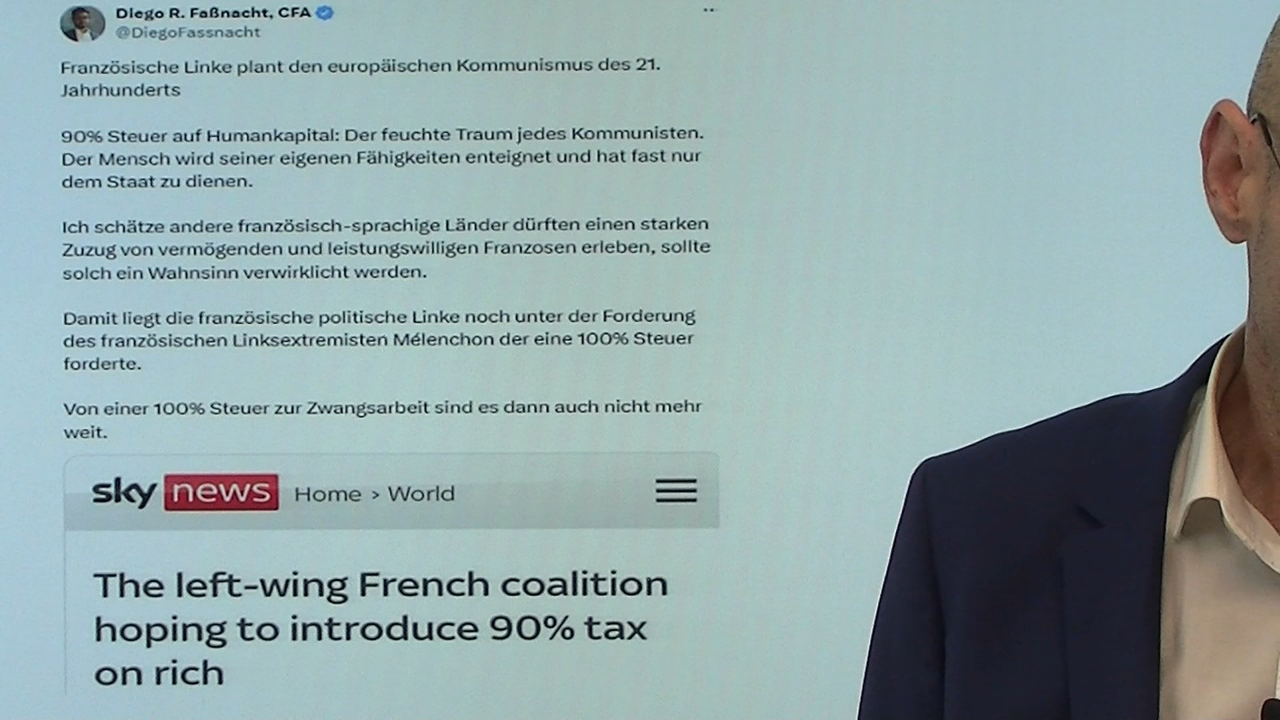 Diego R. Faßnacht, CFA
@DiegoFassnacht
Französische Linke plant den europäischen Kommunismus des 21.
Jahrhunderts
90% Steuer auf Humankapital: Der feuchte Traum jedes Kommunisten.
Der Mensch wird seiner eigenen Fähigkeiten enteignet und hat fast nur
dem Staat zu dienen.
Ich schätze andere französisch-sprachige Länder dürften einen starken
Zuzug von vermögenden und leistungswilligen Franzosen erleben, sollte
solch ein Wahnsinn verwirklicht werden.
Damit liegt die französische politische Linke noch unter der Forderung
des französischen Linksextremisten Mélenchon der eine 100% Steuer
forderte.
Von einer 100% Steuer zur Zwangsarbeit sind es dann auch nicht mehr
weit.
sky news Home > World
The left-wing French coalition
hoping to introduce 90% tax
on rich